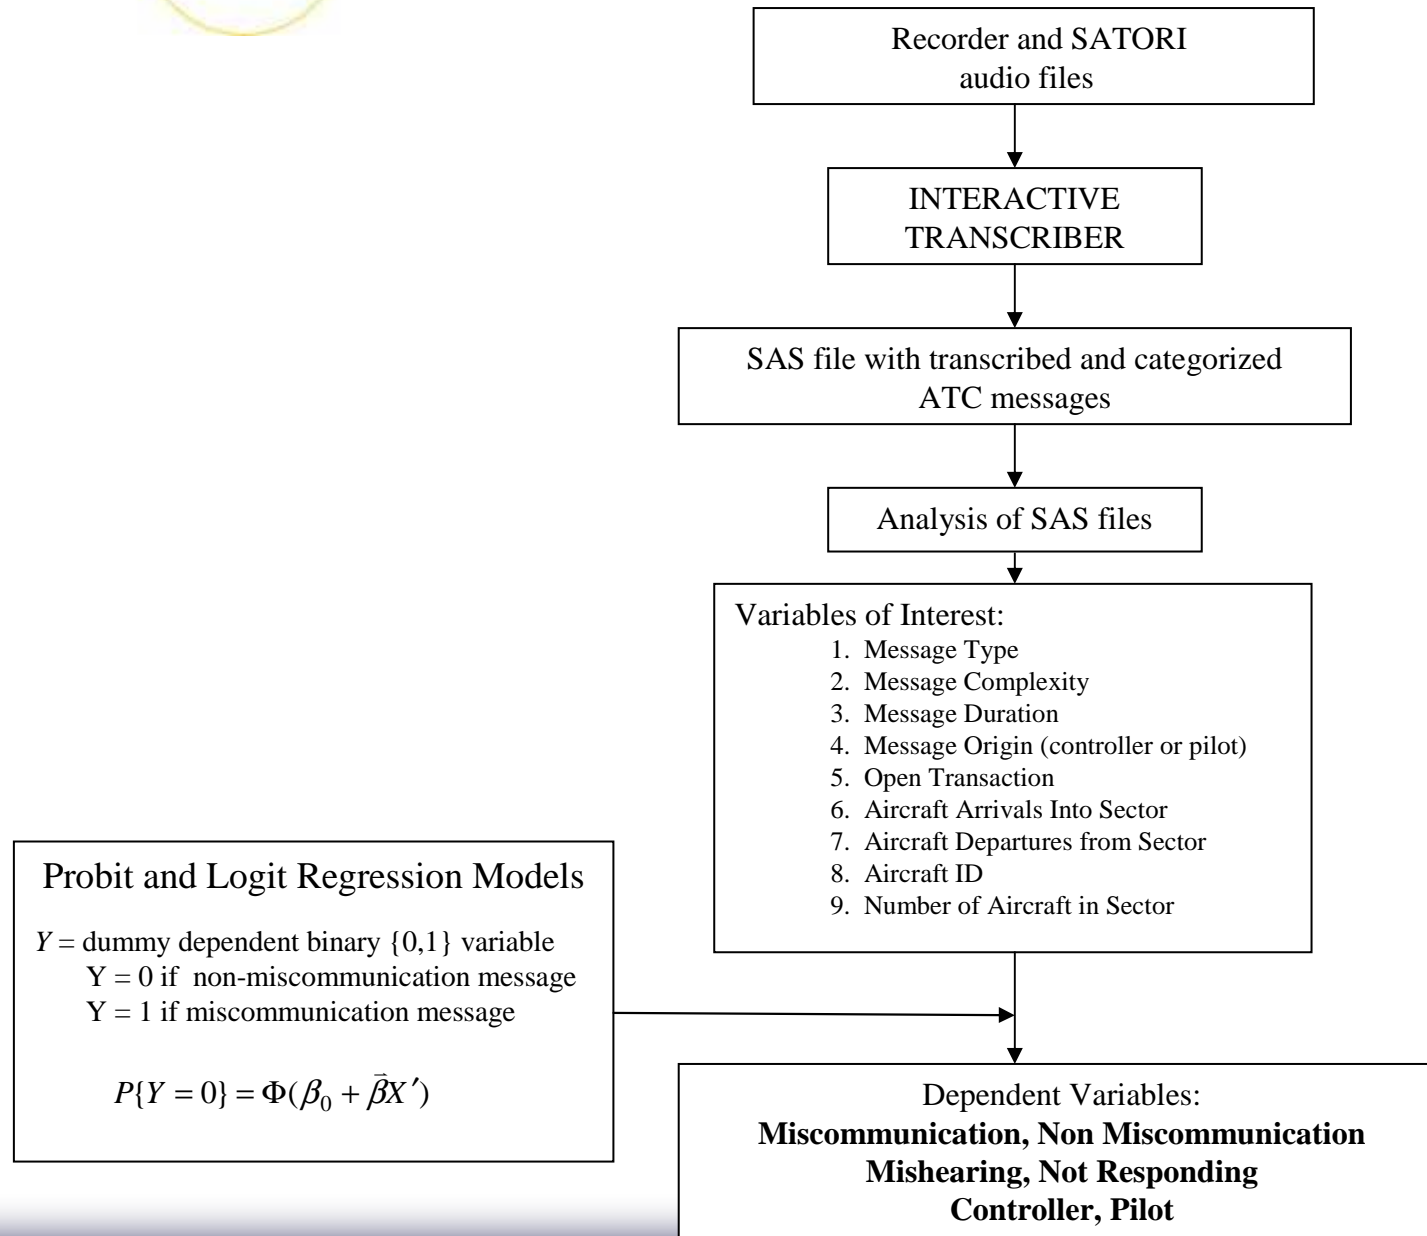 Recorder and SATORI
audio files
INTERACTIVE
TRANSCRIBER
SAS file with transcribed and categorized
ATC messages
Analysis of SAS files
Variables of Interest:
1. Message Type
2. Message Complexity
3. Message Duration
4. Message Origin (controller or pilot)
5. Open Transaction
6. Aircraft Arrivals Into Sector
7. Aircraft Departures from Sector
8. Aircraft ID
9. Number of Aircraft in Sector
Probit and Logit Regression Models
Y = dummy dependent binary {0,1} variable
Y = 0 if non-miscommunication message
Y = 1 if miscommunication message
P{Y = 0} = Φ(β₀ + β⃗X′)
Dependent Variables:
Miscommunication, Non Miscommunication
Mishearing, Not Responding
Controller, Pilot